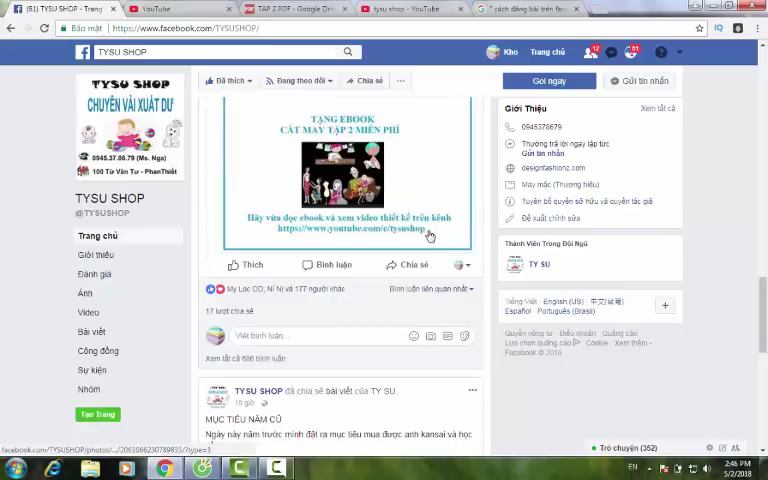 (61) TYSU SHOP - Trang
YouTube
TAP 2.PDF - Google Driv
tysu shop - YouTube
" cách đăng bài trên fan
Bảo mật
https://www.facebook.com/TYSUSHOP/
TYSU SHOP
Kho
Trang chủ
12
61
TYSU SHOP
CHUYÊN VẢI XUẤT DƯ
0945.37.86.79 (Ms. Nga)
100 Từ Văn Tư - PhanThiết
TYSU SHOP
@TYSUSHOP
Trang chủ
Giới thiệu
Đánh giá
Ảnh
Video
Bài viết
Cộng đồng
Sự kiện
Nhóm
Tạo Trang
Đã thích
Đang theo dõi
Chia sẻ
Gọi ngay
Gửi tin nhắn
TẶNG EBOOK
CẮT MAY TẬP 2 MIỄN PHÍ
Hãy vừa đọc ebook và xem video thiết kế trên kênh
https://www.youtube.com/c/tysushop
Thích
Bình luận
Chia sẻ
My Loc OD, Ni Ni và 177 người khác
Bình luận liên quan nhất
17 lượt chia sẻ
Viết bình luận...
Xem tất cả 686 bình luận
TYSU SHOP đã chia sẻ bài viết của TY SU.
18 giờ
MỤC TIÊU NĂM CŨ
Ngày này năm trước mình đặt ra mục tiêu mua được anh kansai và học
Giới Thiệu
Xem tất cả
0945378679
Thường trả lời ngay lập tức
Gửi tin nhắn
designfashionz.com
May mặc (Thương hiệu)
Tuyên bố quyền sở hữu và quyền tác giả
Đề xuất chỉnh sửa
Thành Viên Trong Đội Ngũ
TY SU
Tiếng Việt · English (US) · 中文(台灣) ·
Español · Português (Brasil)
Quyền riêng tư · Điều khoản · Quảng cáo ·
Lựa chọn quảng cáo · Cookie · Xem thêm
Facebook © 2018
Trò chuyện (352)
facebook.com/TYSUSHOP/photos/.../2061066230789835/?type=3
EN
2:46 PM
5/2/2018